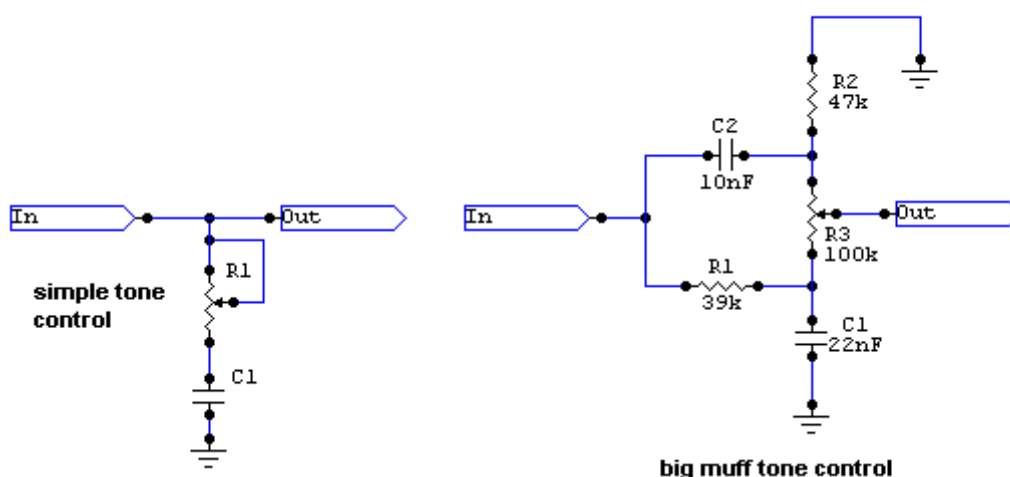 In
Out
R1
simple tone
control
C1
R2
47k
C2
10nF
In
Out
R3
100k
R1
39k
C1
22nF
big muff tone control